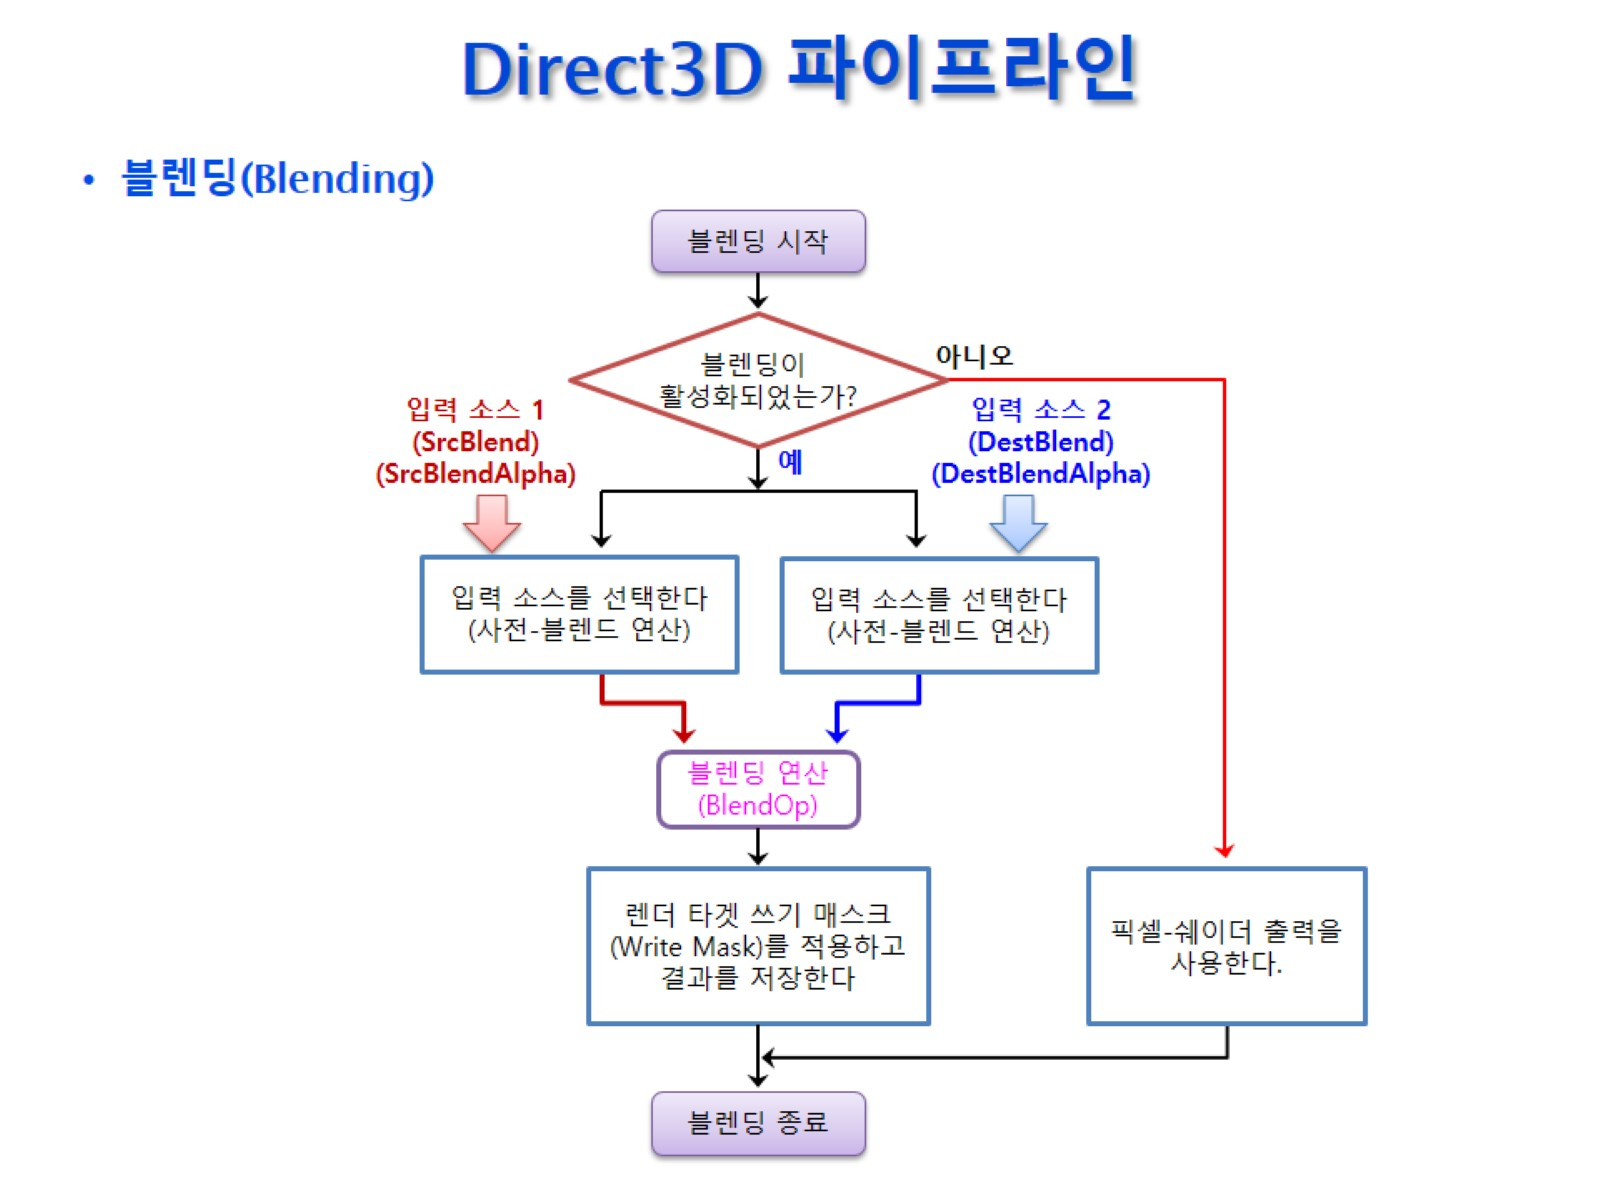 Direct3D 파이프라인
• 블렌딩(Blending)
블렌딩 시작
블렌딩이
활성화되었는가?
아니오
예
입력 소스 1
(SrcBlend)
(SrcBlendAlpha)
입력 소스 2
(DestBlend)
(DestBlendAlpha)
입력 소스를 선택한다
(사전-블렌드 연산)
입력 소스를 선택한다
(사전-블렌드 연산)
블렌딩 연산
(BlendOp)
렌더 타겟 쓰기 매스크
(Write Mask)를 적용하고
결과를 저장한다
픽셀-쉐이더 출력을
사용한다.
블렌딩 종료